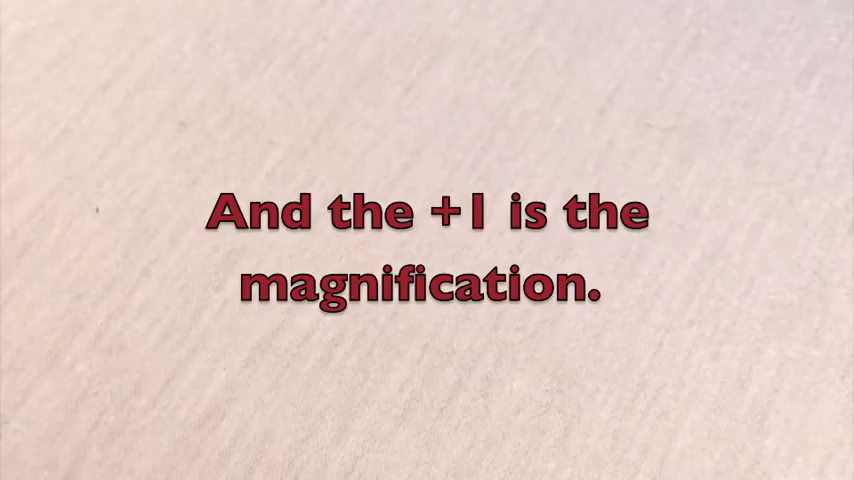 And the +1 is the
magnification.